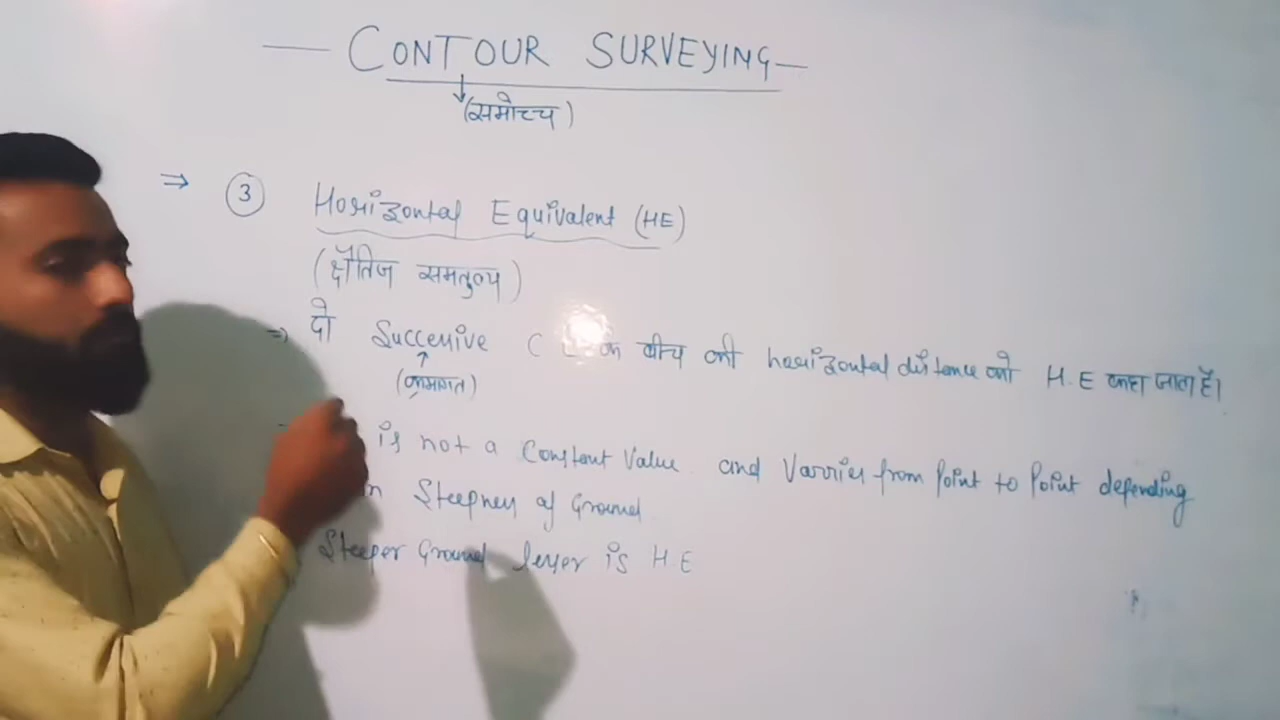 CONTOUR SURVEYING
(समोच्च)
⇒ ③ Horizontal Equivalent (HE)
(क्षैतिज समतुल्य)
⇒ दो Successive C के बीच की horizontal distance को H.E कहा जाता है।
(क्रमागत)
is not a Constant Value and Varries from Point to Point depending
Steepness of Ground
Steeper Ground lesser is H.E